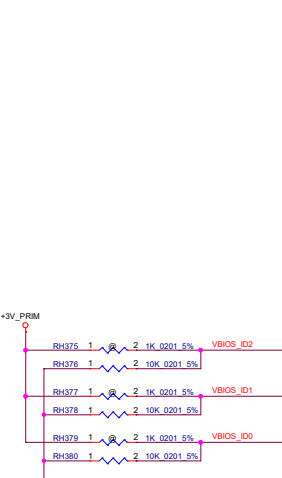 +3V_PRIM
RH375 1 @ 2 1K_0201_5% VBIOS_ID2
RH376 1 2 10K_0201_5%
RH377 1 @ 2 1K_0201_5% VBIOS_ID1
RH378 1 2 10K_0201_5%
RH379 1 @ 2 1K_0201_5% VBIOS_ID0
RH380 1 2 10K_0201_5%